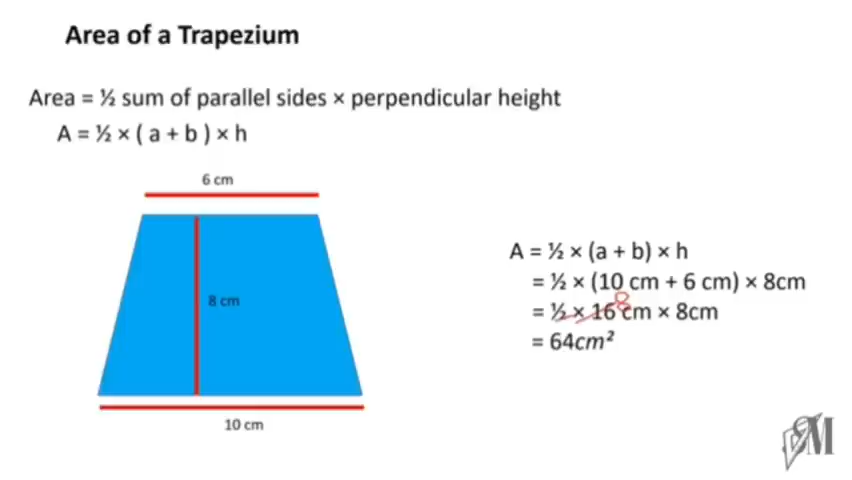 Area of a Trapezium
Area = ½ sum of parallel sides × perpendicular height
A = ½ × ( a + b ) × h
6 cm
8 cm
10 cm
A = ½ × (a + b) × h
= ½ × (10 cm + 6 cm) × 8cm
8
= ½ × 16 cm × 8cm
= 64cm²
M